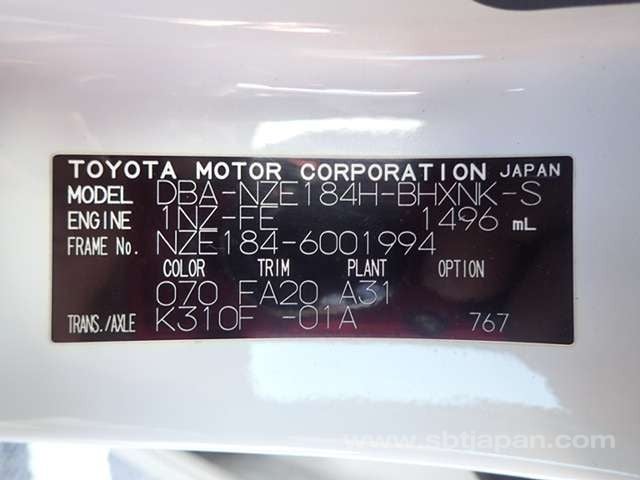 TOYOTA MOTOR CORPORATION JAPAN
MODEL DBA-NZE184H-BHXNK-S
ENGINE 1NZ-FE 1496 mL
FRAME No. NZE184-6001994
COLOR TRIM PLANT OPTION
070 FA20 A31
TRANS./AXLE K310F -01A 767
www.sbtjapan.com